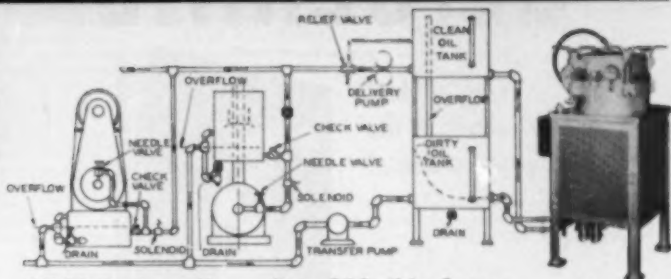 RELIEF VALVE
CLEAN OIL TANK
OVERFLOW
DELIVERY PUMP
OVERFLOW
CHECK VALVE
NEEDLE VALVE
NEEDLE VALVE
CHECK VALVE
DIRTY OIL TANK
OVERFLOW
SOLENOID
DRAIN
SOLENOID
DRAIN
TRANSFER PUMP
DRAIN